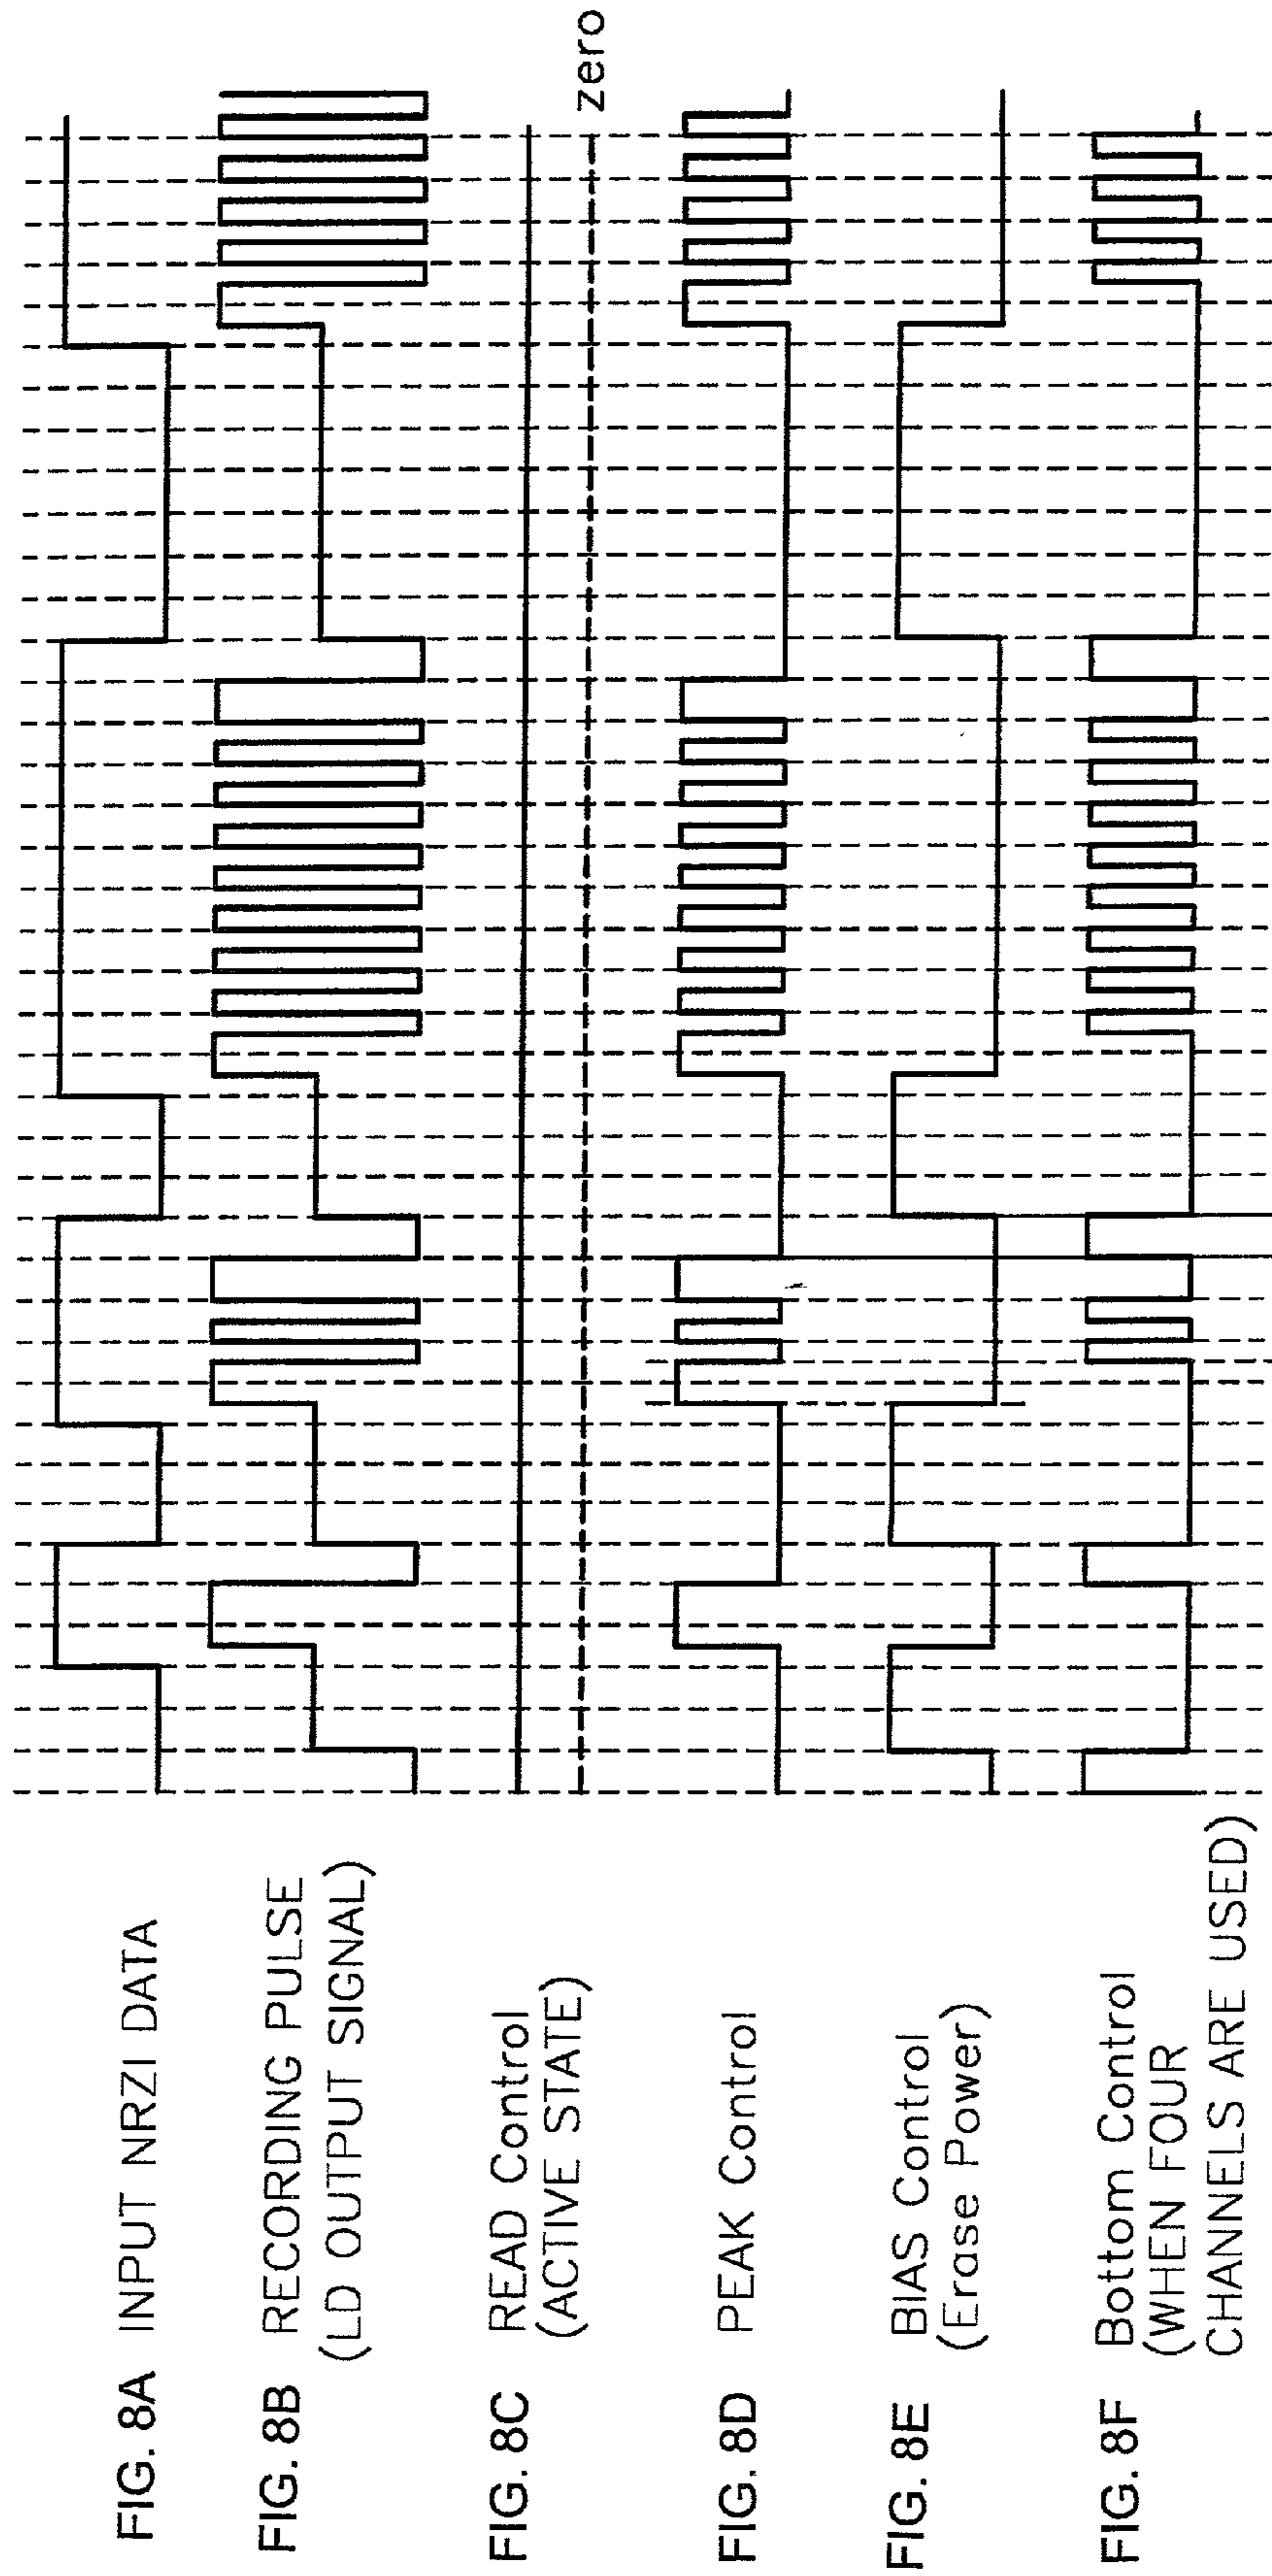 FIG. 8A INPUT NRZI DATA
FIG. 8B RECORDING PULSE
(LD OUTPUT SIGNAL)
FIG. 8C READ Control
(ACTIVE STATE)
zero
FIG. 8D PEAK Control
FIG. 8E BIAS Control
(Erase Power)
FIG. 8F Bottom Control
(WHEN FOUR
CHANNELS ARE USED)